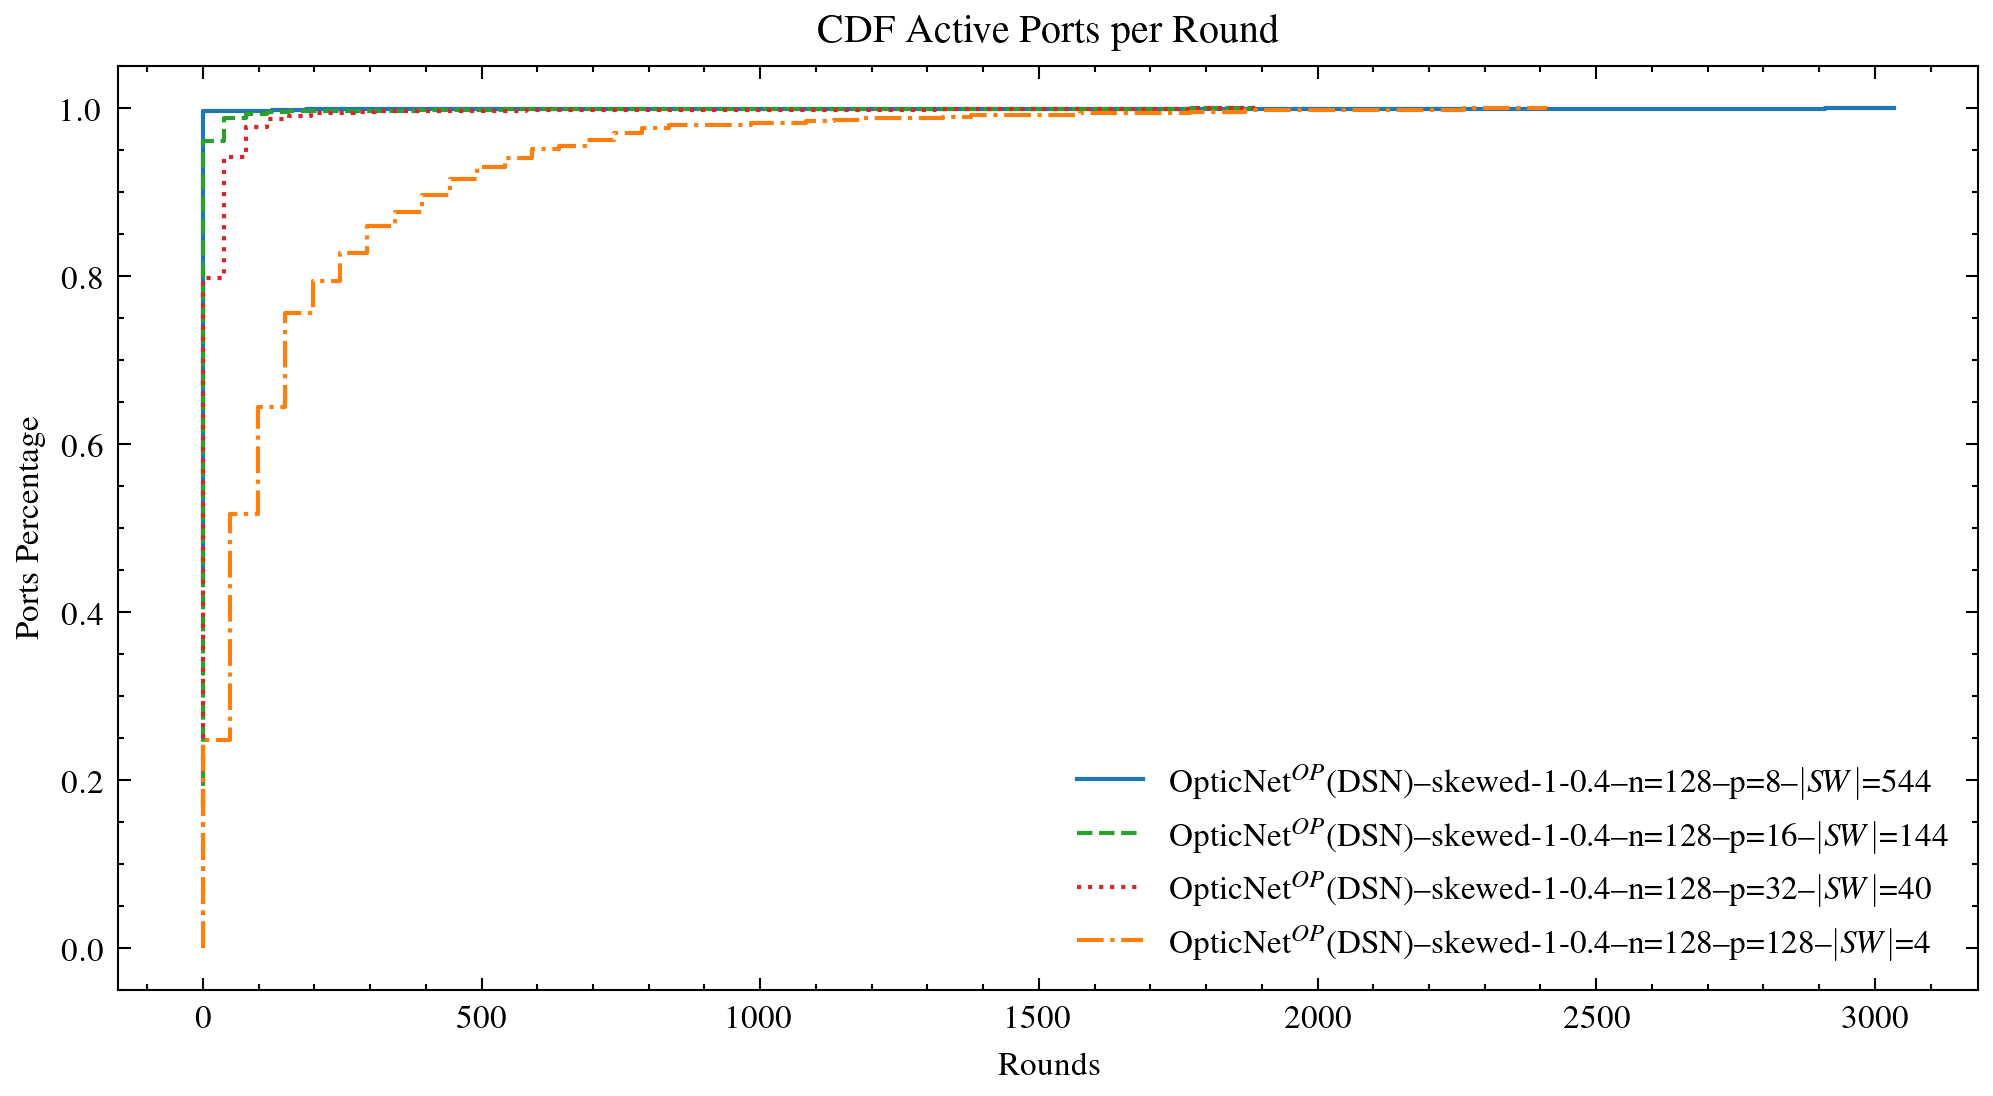 CDF Active Ports per Round
Ports Percentage
1.0
0.8
0.6
0.4
0.2
0.0
OpticNet^OP(DSN)–skewed-1-0.4–n=128–p=8–|SW|=544
OpticNet^OP(DSN)–skewed-1-0.4–n=128–p=16–|SW|=144
OpticNet^OP(DSN)–skewed-1-0.4–n=128–p=32–|SW|=40
OpticNet^OP(DSN)–skewed-1-0.4–n=128–p=128–|SW|=4
0 500 1000 1500 2000 2500 3000
Rounds